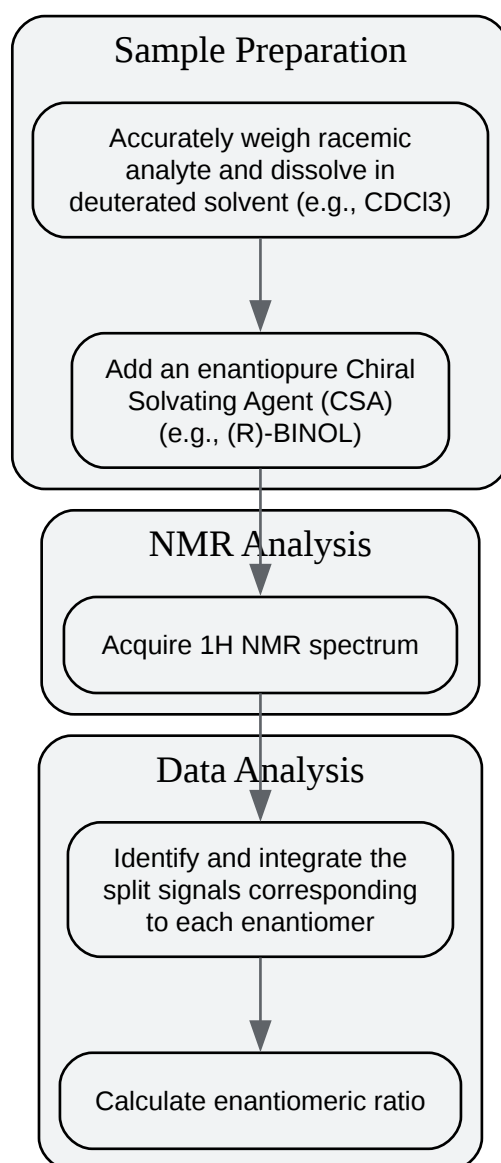 Sample Preparation
Accurately weigh racemic
analyte and dissolve in
deuterated solvent (e.g., CDCl3)
Add an enantiopure Chiral
Solvating Agent (CSA)
(e.g., (R)-BINOL)
NMR Analysis
Acquire 1H NMR spectrum
Data Analysis
Identify and integrate the
split signals corresponding
to each enantiomer
Calculate enantiomeric ratio